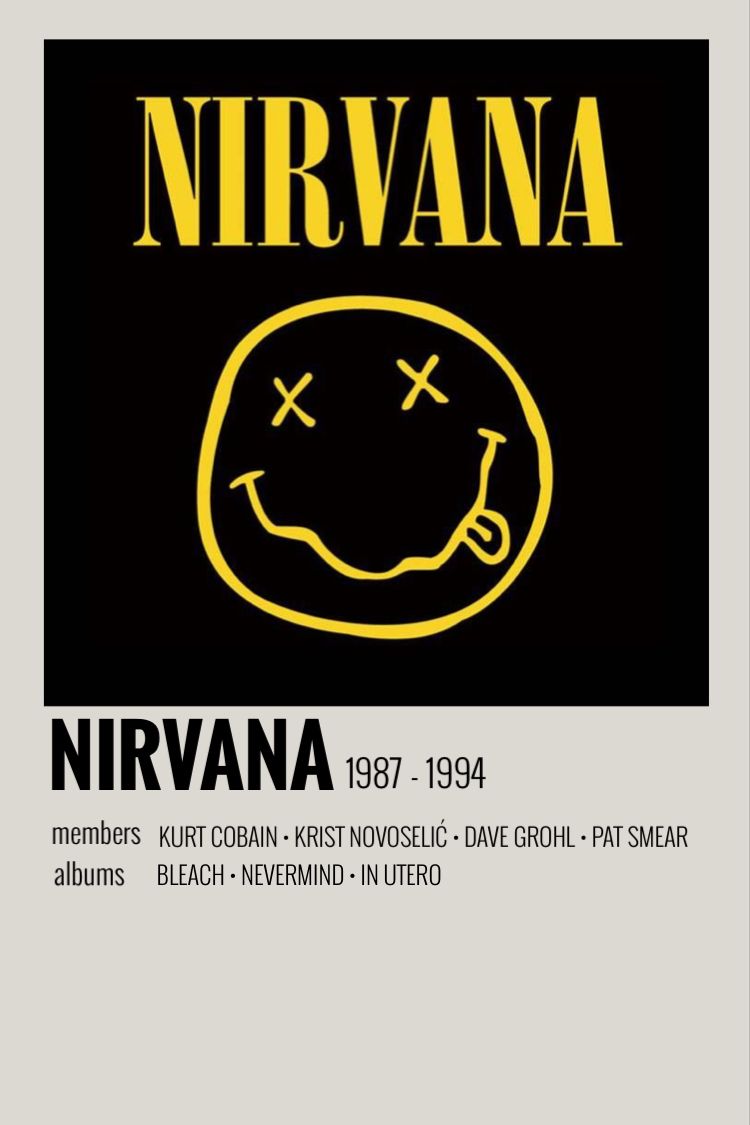 NIRVANA
NIRVANA 1987 - 1994
members KURT COBAIN • KRIST NOVOSELIĆ • DAVE GROHL • PAT SMEAR
albums BLEACH • NEVERMIND • IN UTERO